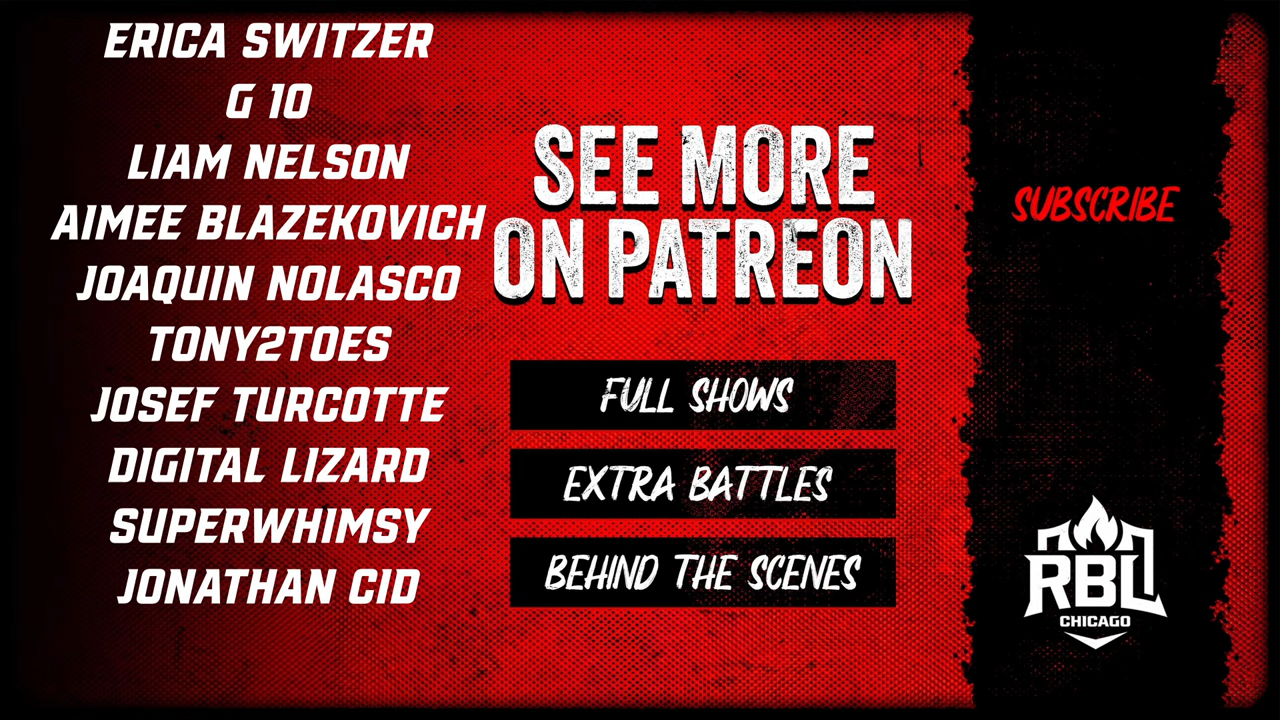 ERICA SWITZER
G 10
LIAM NELSON
AIMEE BLAZEKOVICH
JOAQUIN NOLASCO
TONY2TOES
JOSEF TURCOTTE
DIGITAL LIZARD
SUPERWHIMSY
JONATHAN CID
SEE MORE
ON PATREON
FULL SHOWS
EXTRA BATTLES
BEHIND THE SCENES
SUBSCRIBE
RBL
CHICAGO